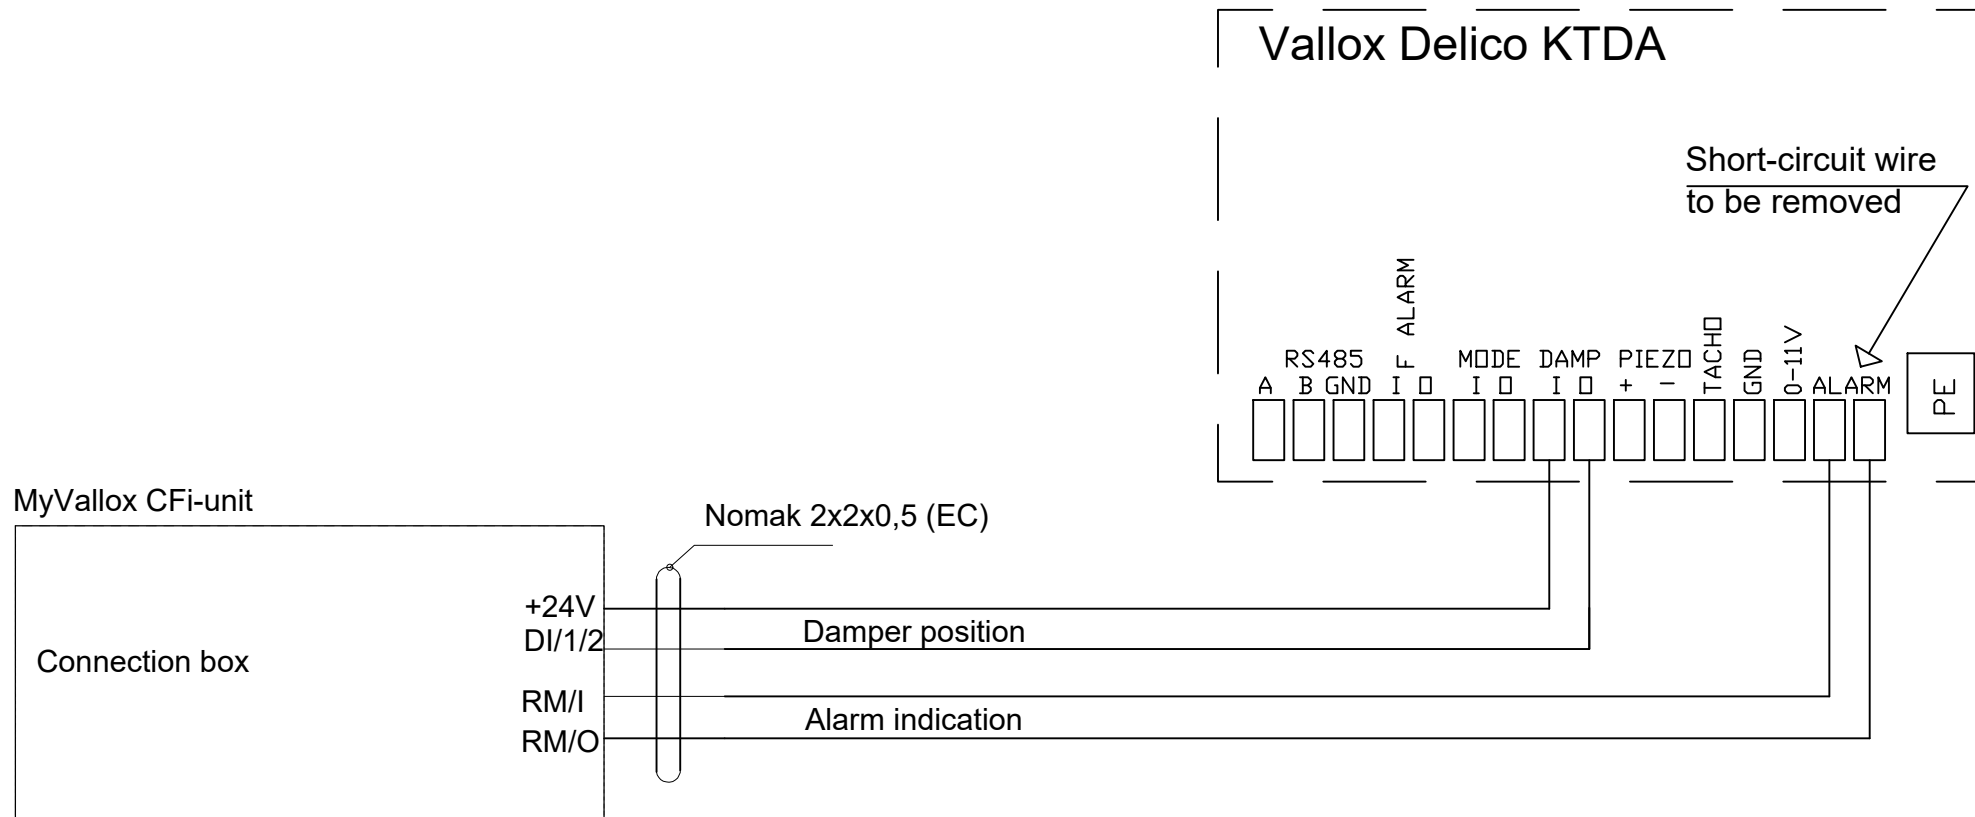 Vallox Delico KTDA
Short-circuit wire
to be removed
F ALARM
TACHO
GND
0-11V
RS485
MODE DAMP PIEZO
A B GND I O I O I O + - ALARM
PE
MyVallox CFi-unit
Nomak 2x2x0,5 (EC)
+24V
Damper position
DI/1/2
Connection box
RM/I
Alarm indication
RM/O